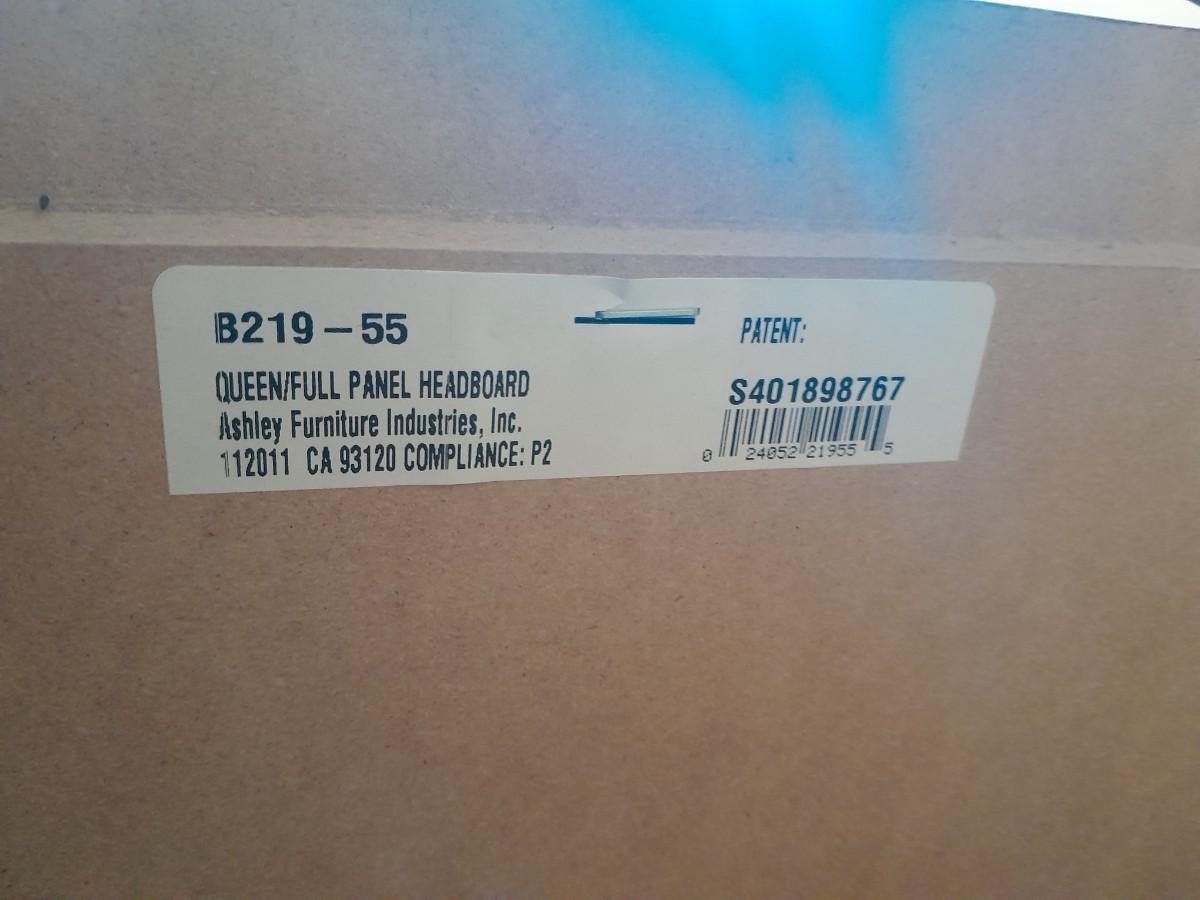 B219-55
QUEEN/FULL PANEL HEADBOARD
Ashley Furniture Industries, Inc.
112011 CA 93120 COMPLIANCE: P2
PATENT:
S401898767
0 24052 21955 5